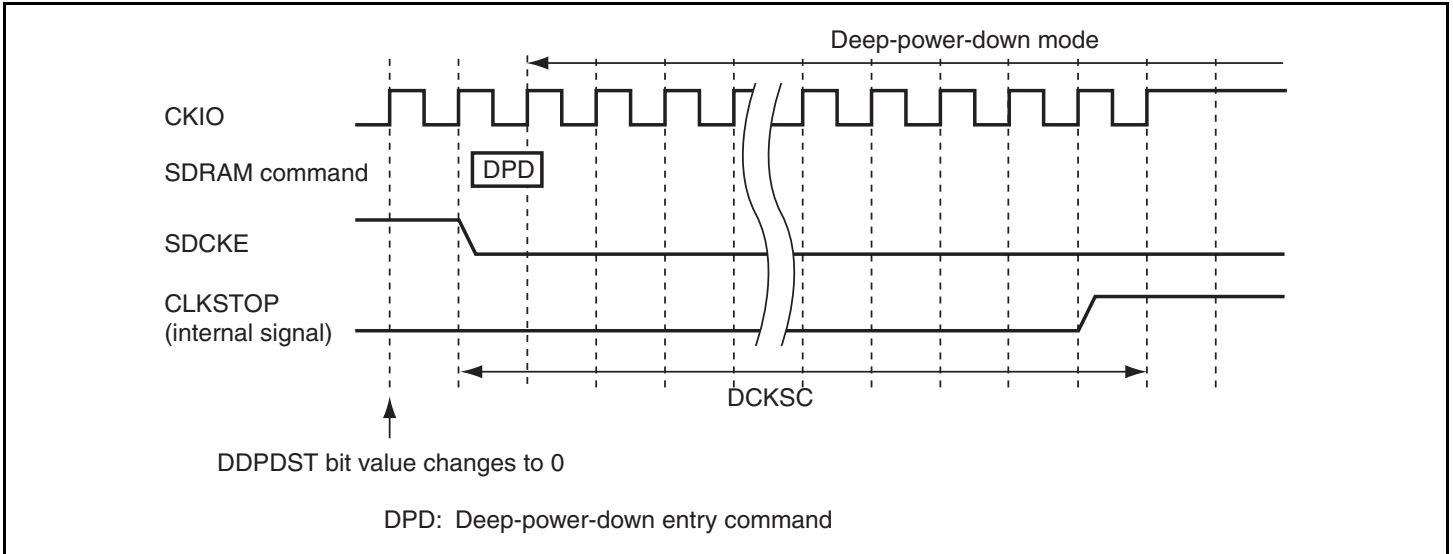 Deep-power-down mode
CKIO
SDRAM command
DPD
SDCKE
CLKSTOP
(internal signal)
DCKSC
DDPDST bit value changes to 0
DPD: Deep-power-down entry command